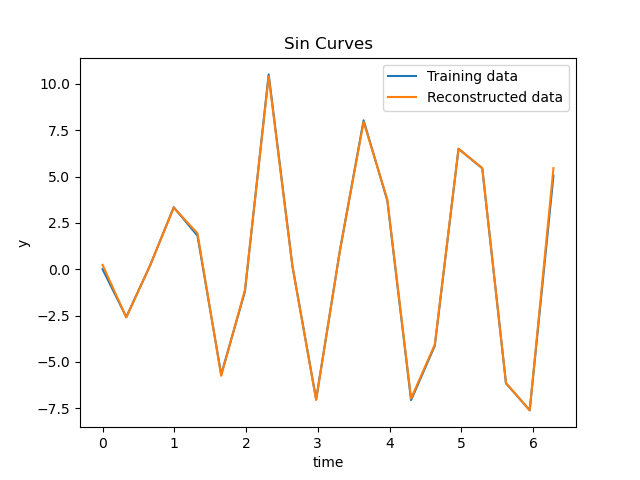 Sin Curves
Training data
Reconstructed data
10.0
7.5
5.0
2.5
0.0
−2.5
−5.0
−7.5
y
0 1 2 3 4 5 6
time